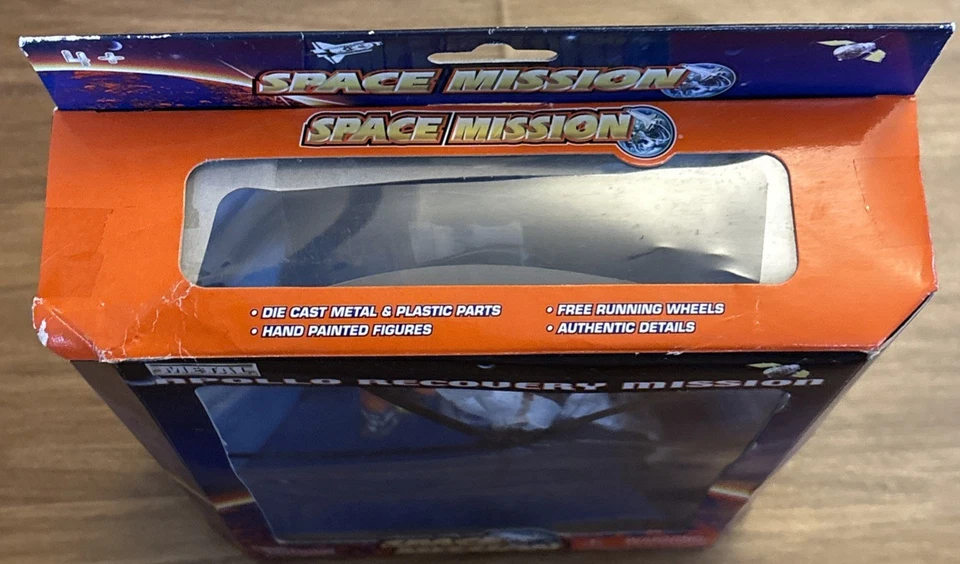 4+
SPACE MISSION
SPACE MISSION
• DIE CAST METAL & PLASTIC PARTS
• HAND PAINTED FIGURES
• FREE RUNNING WHEELS
• AUTHENTIC DETAILS
METAL
APOLLO RECOVERY MISSION